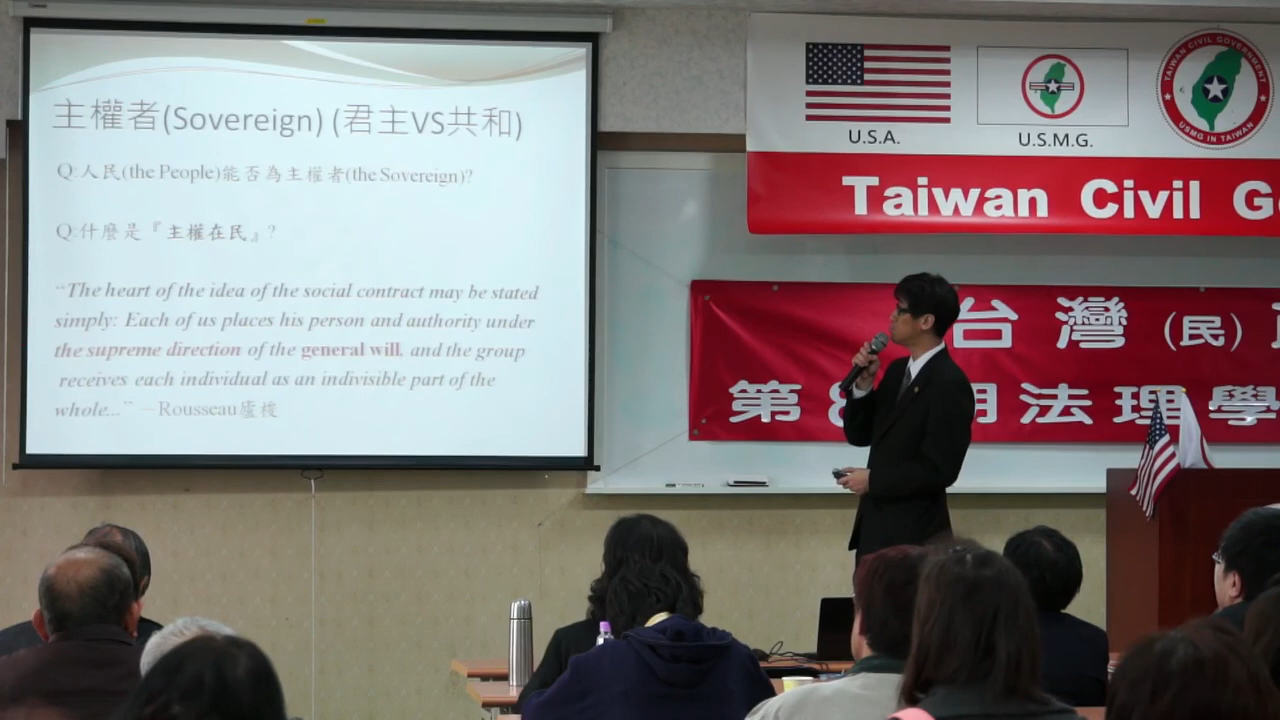 主權者(Sovereign) (君主VS共和)
Q:人民(the People)能否為主權者(the Sovereign)?
Q:什麼是『主權在民』?
“The heart of the idea of the social contract may be stated
simply: Each of us places his person and authority under
the supreme direction of the general will, and the group
receives each individual as an indivisible part of the
whole...” —Rousseau盧梭
U.S.A.
U.S.M.G.
TAIWAN CIVIL GOVERNMENT
USMG IN TAIWAN
Taiwan Civil G
台灣(民)
第8 期法理學